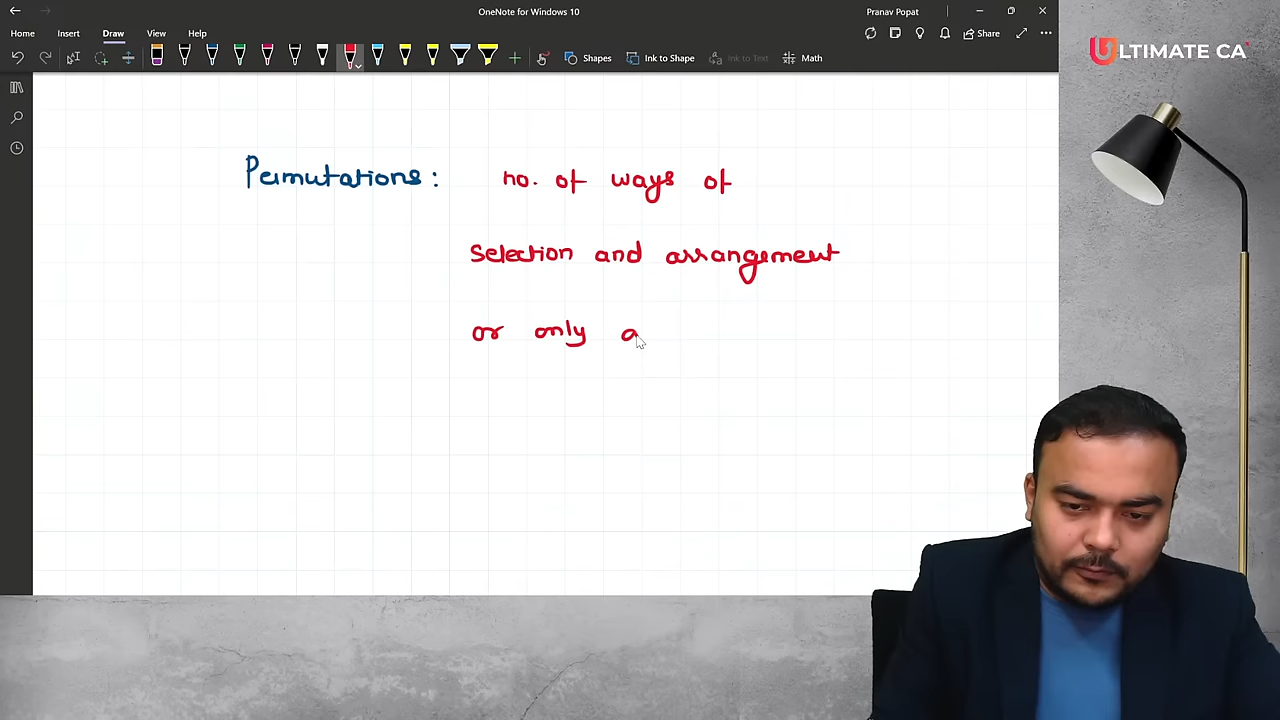 OneNote for Windows 10
Pranav Popat
Home Insert Draw View Help
Share
Shapes Ink to Shape Ink to Text Math
ULTIMATE CA
Permutations: no. of ways of
Selection and arrangement
or only a